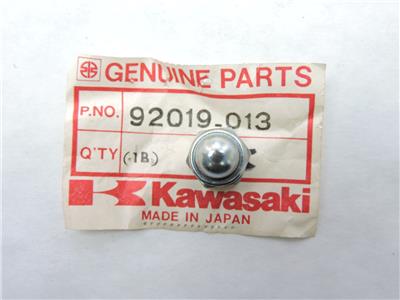 GENUINE PARTS
P.NO. 92019-013
Q'TY (1B)
Kawasaki
MADE IN JAPAN